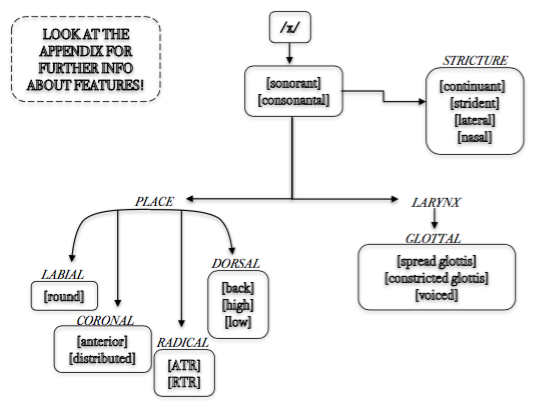 LOOK AT THE
APPENDIX FOR
FURTHER INFO
ABOUT FEATURES!
[sonorant]
[consonantal]
STRICTURE
[continuant]
[strident]
[lateral]
[nasal]
PLACE
LARYNX
GLOTTAL
[spread glottis]
[constricted glottis]
[voiced]
LABIAL
[round]
CORONAL
[anterior]
[distributed]
RADICAL
[ATR]
[RTR]
DORSAL
[back]
[high]
[low]